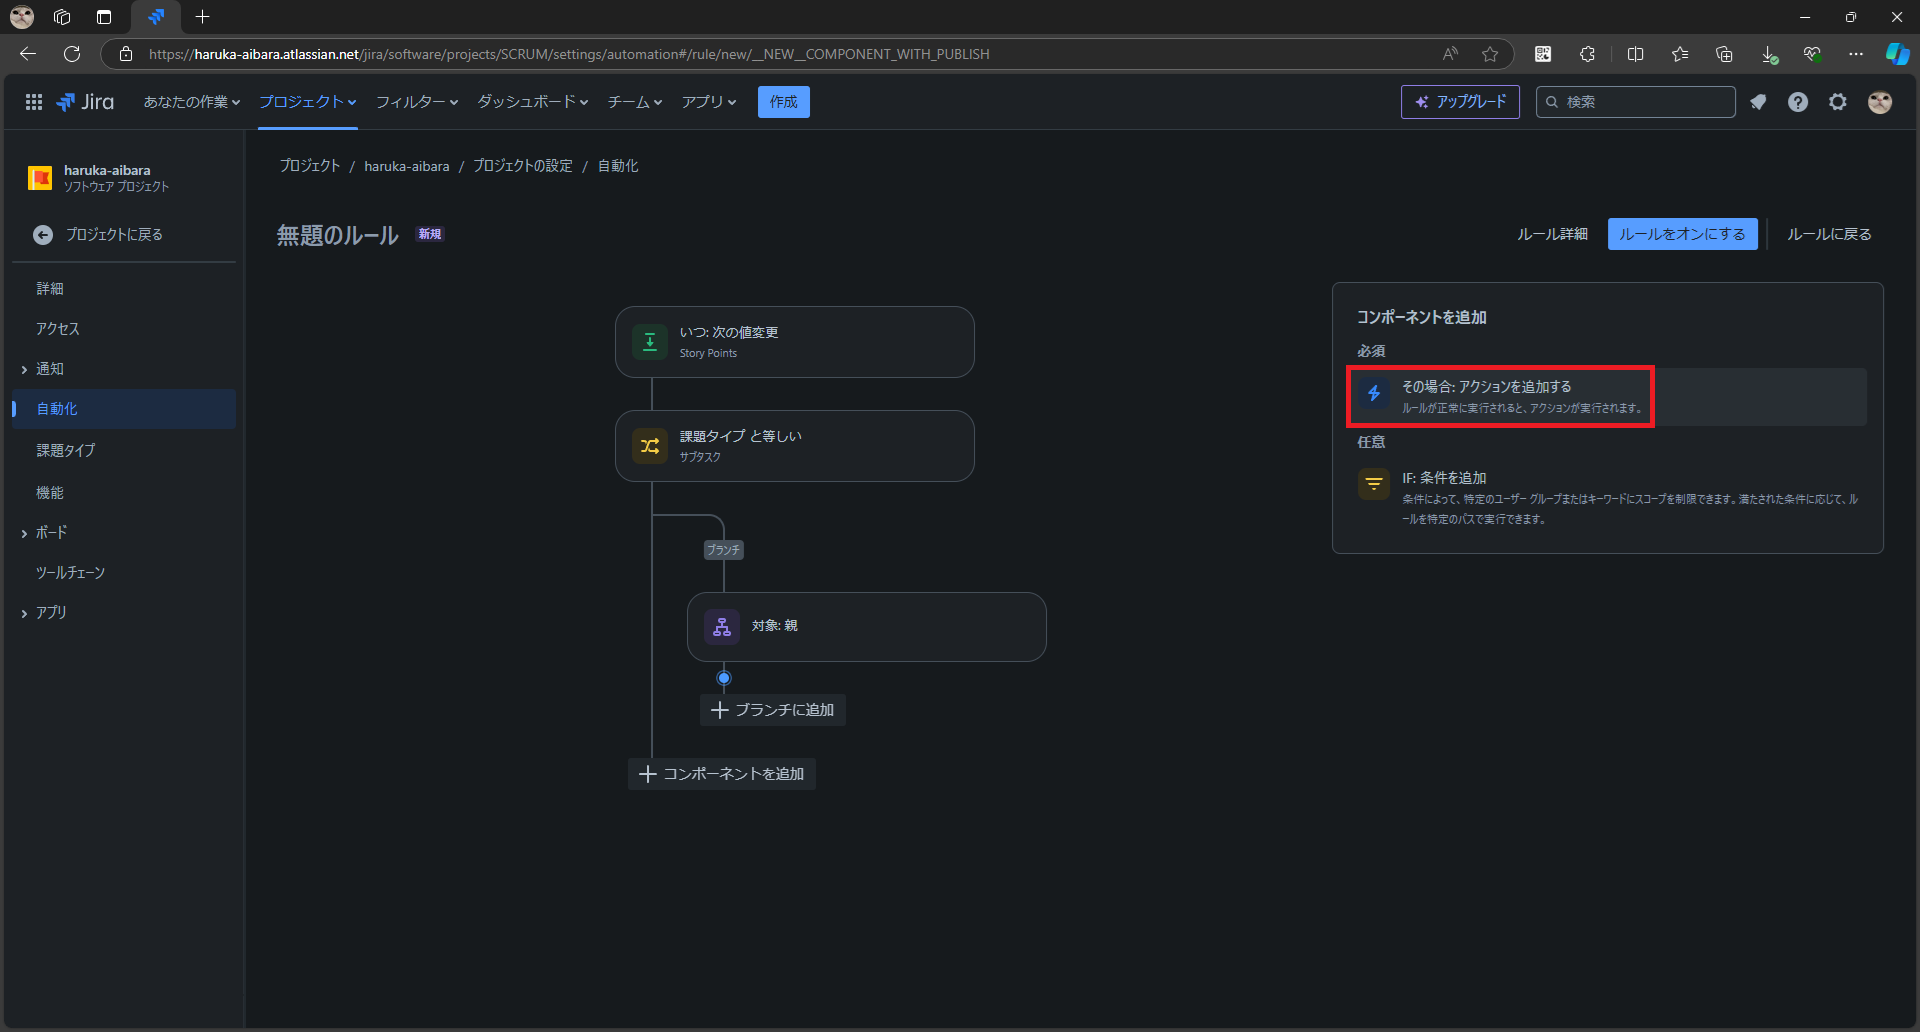 https://haruka-aibara.atlassian.net/jira/software/projects/SCRUM/settings/automation#/rule/new/__NEW__COMPONENT_WITH_PUBLISH
Jira
あなたの作業
プロジェクト
フィルター
ダッシュボード
チーム
アプリ
作成
アップグレード
検索
haruka-aibara
ソフトウェア プロジェクト
プロジェクトに戻る
詳細
アクセス
通知
自動化
課題タイプ
機能
ボード
ツールチェーン
アプリ
プロジェクト / haruka-aibara / プロジェクトの設定 / 自動化
無題のルール 新規
ルール詳細
ルールをオンにする
ルールに戻る
いつ: 次の値変更
Story Points
課題タイプ と等しい
サブタスク
ブランチ
対象: 親
ブランチに追加
コンポーネントを追加
コンポーネントを追加
必須
その場合: アクションを追加する
ルールが正常に実行されると、アクションが実行されます。
任意
IF: 条件を追加
条件によって、特定のユーザー グループまたはキーワードにスコープを制限できます。満たされた条件に応じて、ル
ールを特定のパスで実行できます。